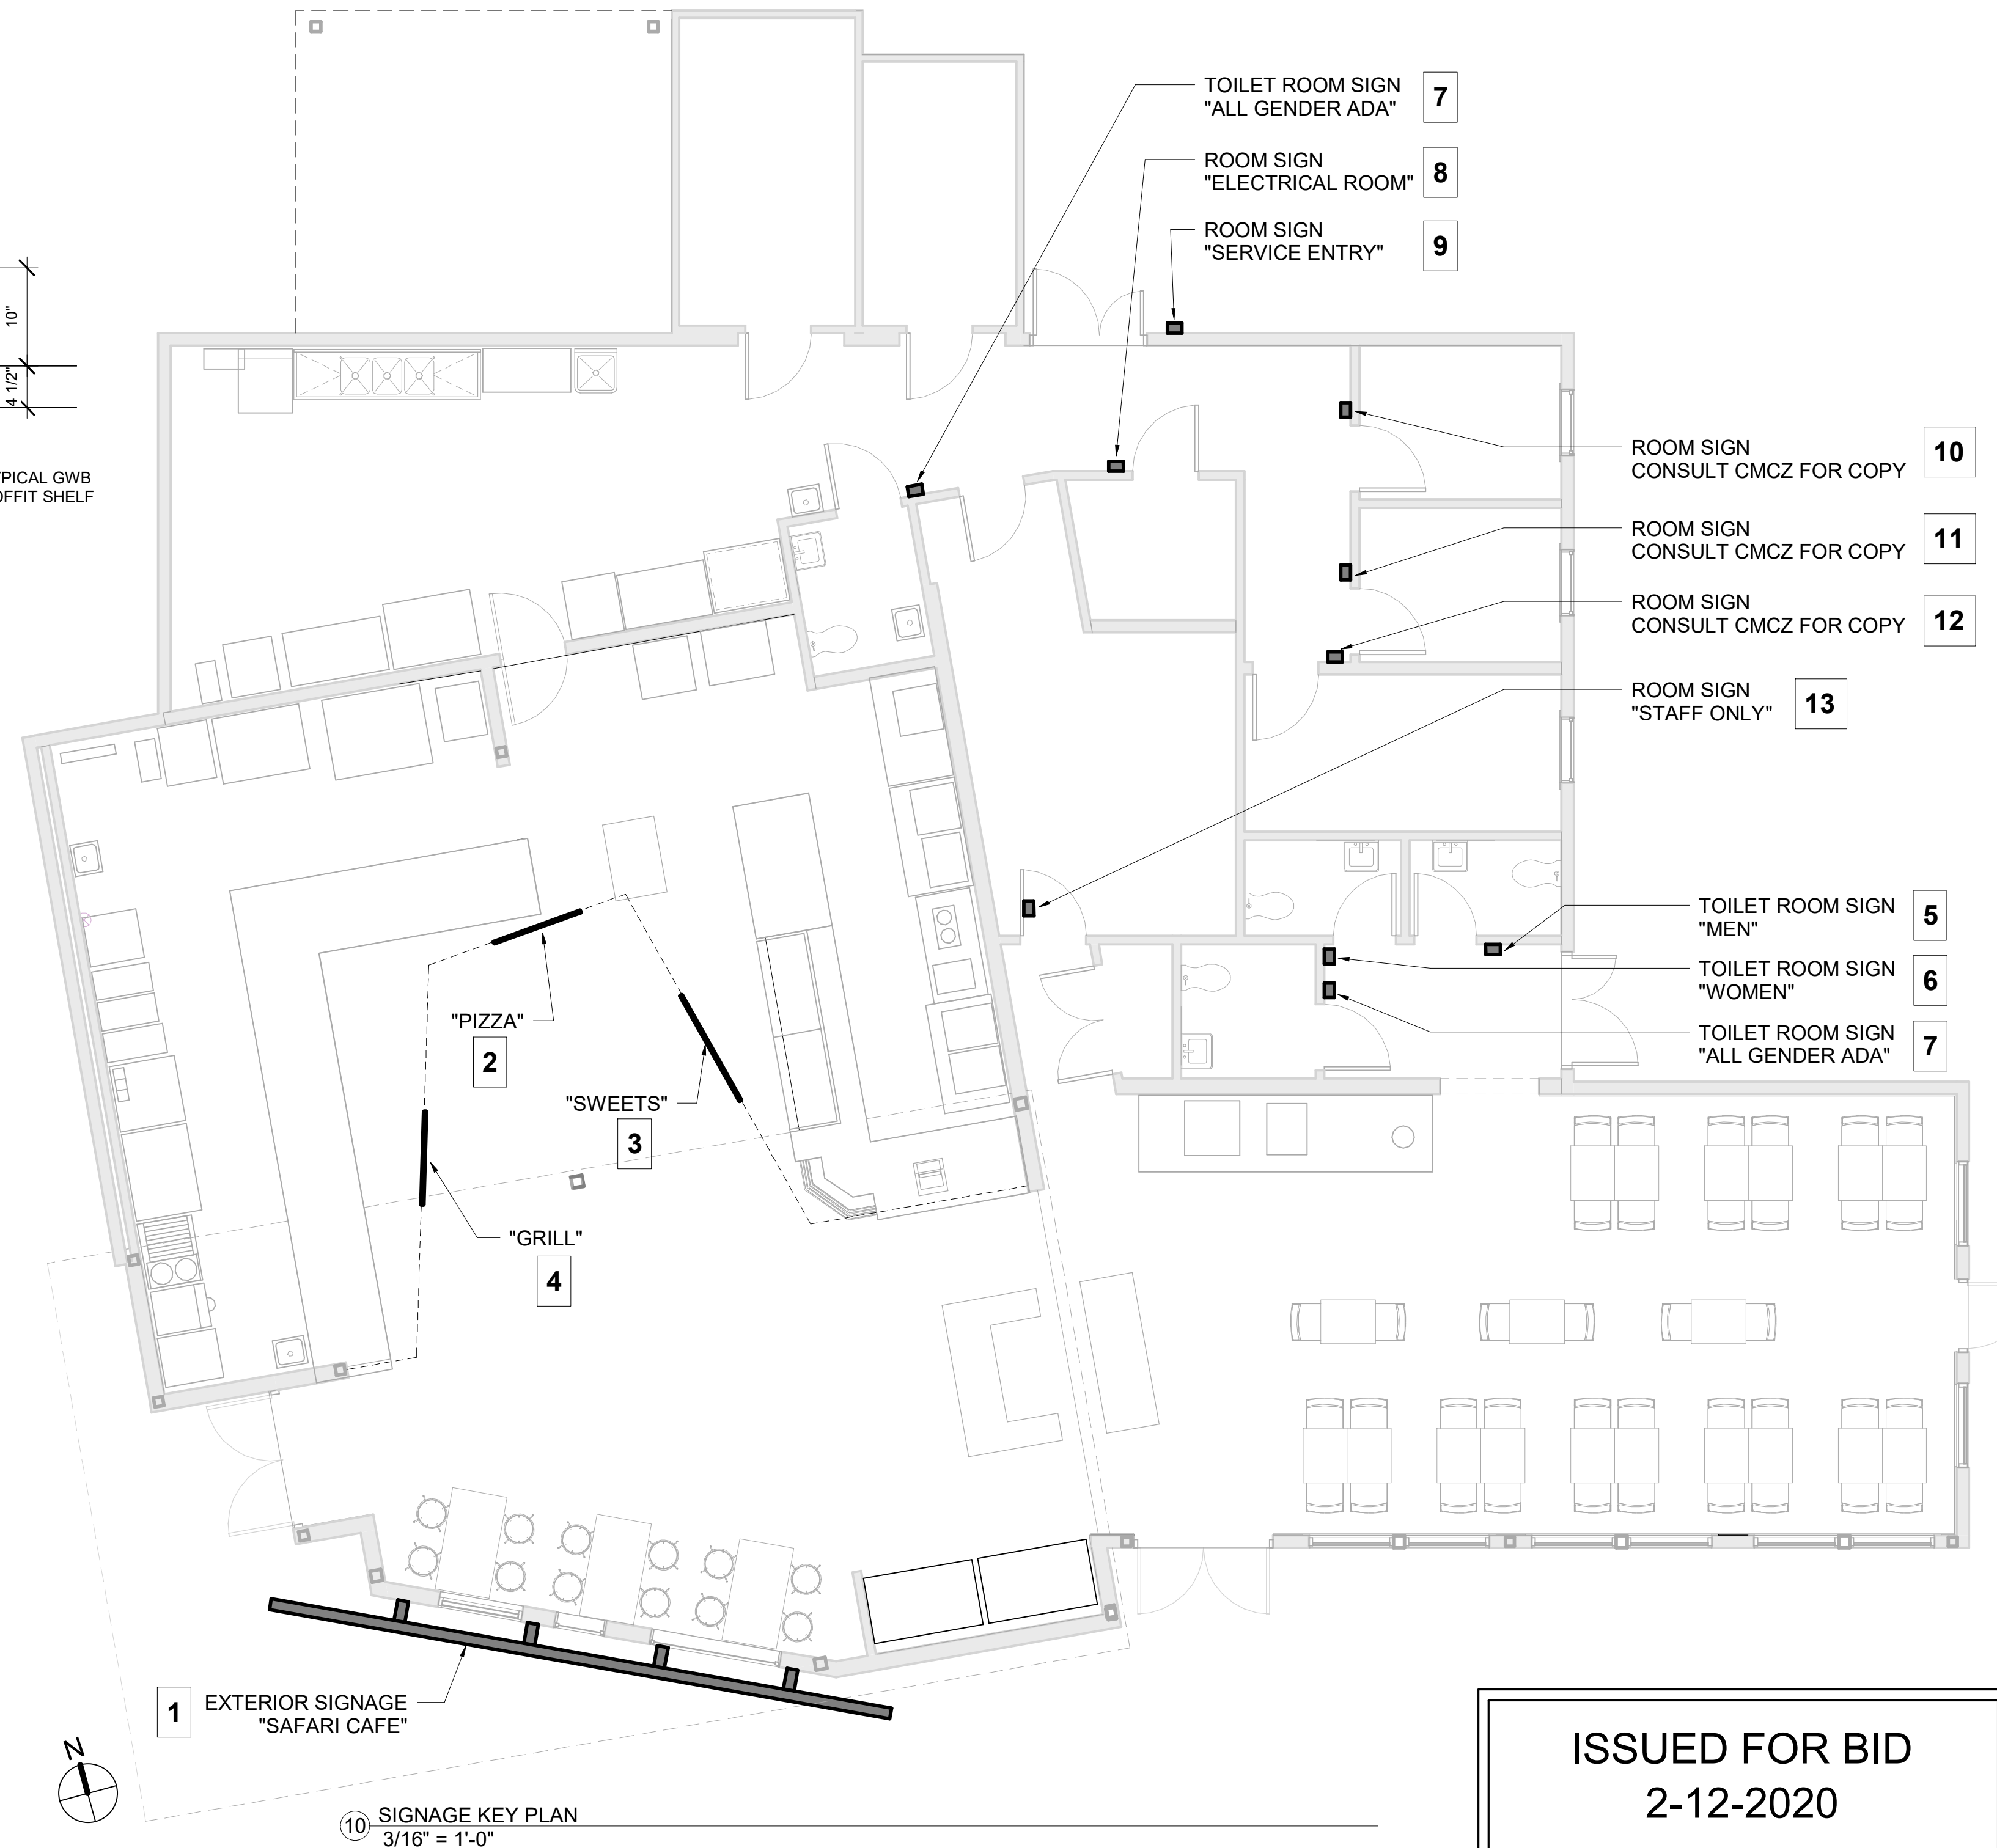 TOILET ROOM SIGN
"ALL GENDER ADA"
7
ROOM SIGN
"ELECTRICAL ROOM"
8
ROOM SIGN
"SERVICE ENTRY"
9
10"
4 1/2"
OFFIT SHELF
ROOM SIGN
CONSULT CMCZ FOR COPY
10
ROOM SIGN
CONSULT CMCZ FOR COPY
11
ROOM SIGN
CONSULT CMCZ FOR COPY
12
ROOM SIGN
"STAFF ONLY"
13
TOILET ROOM SIGN
"MEN"
5
TOILET ROOM SIGN
"WOMEN"
6
TOILET ROOM SIGN
"ALL GENDER ADA"
7
"PIZZA"
2
"SWEETS"
3
"GRILL"
4
1
EXTERIOR SIGNAGE
"SAFARI CAFE"
N
10
SIGNAGE KEY PLAN
3/16" = 1'-0"
ISSUED FOR BID
2-12-2020